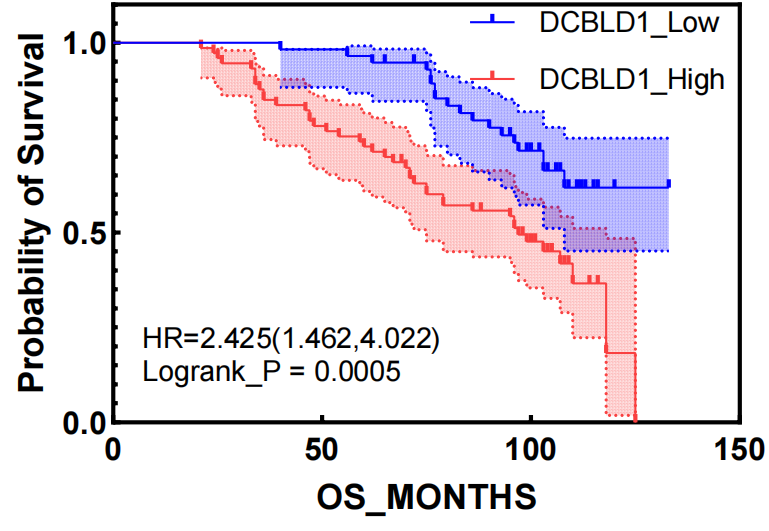 DCBLD1_Low
DCBLD1_High
Probability of Survival
1.0
0.5
0.0
HR=2.425(1.462,4.022)
Logrank_P = 0.0005
0 50 100 150
OS_MONTHS